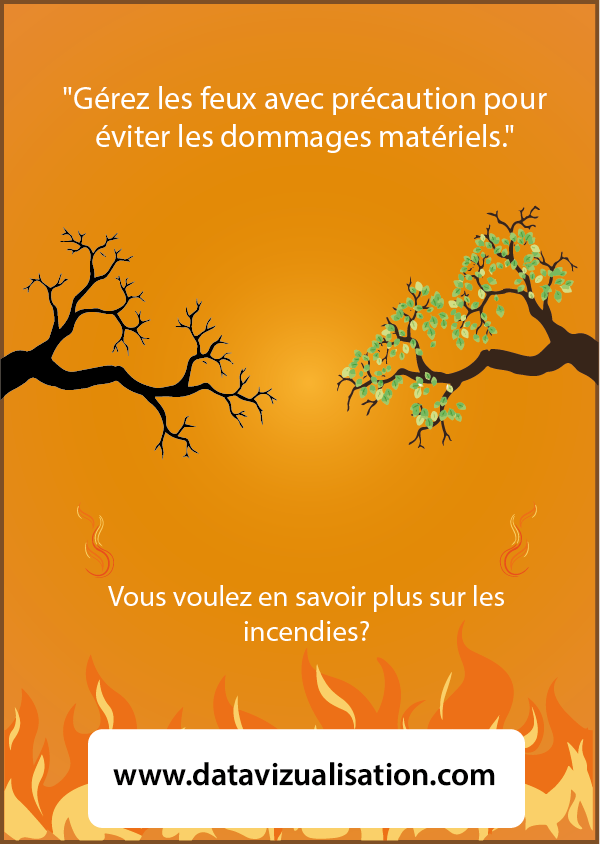 "Gérez les feux avec précaution pour
éviter les dommages matériels."
Vous voulez en savoir plus sur les
incendies?
www.datavizualisation.com